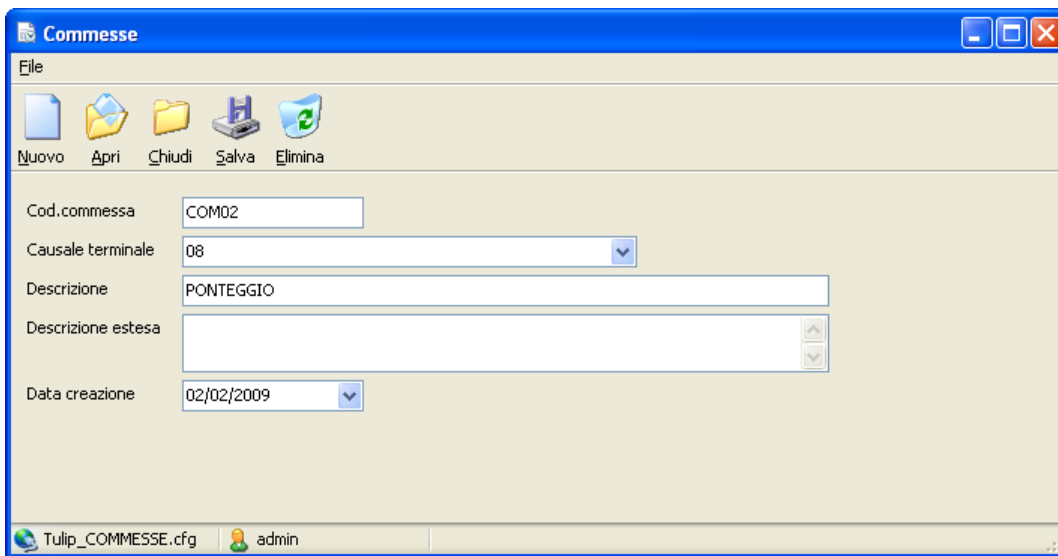 Commesse
File
Nuovo Apri Chiudi Salva Elimina
Cod.commessa COM02
Causale terminale 08
Descrizione PONTEGGIO
Descrizione estesa
Data creazione 02/02/2009
Tulip_COMMESSE.cfg admin